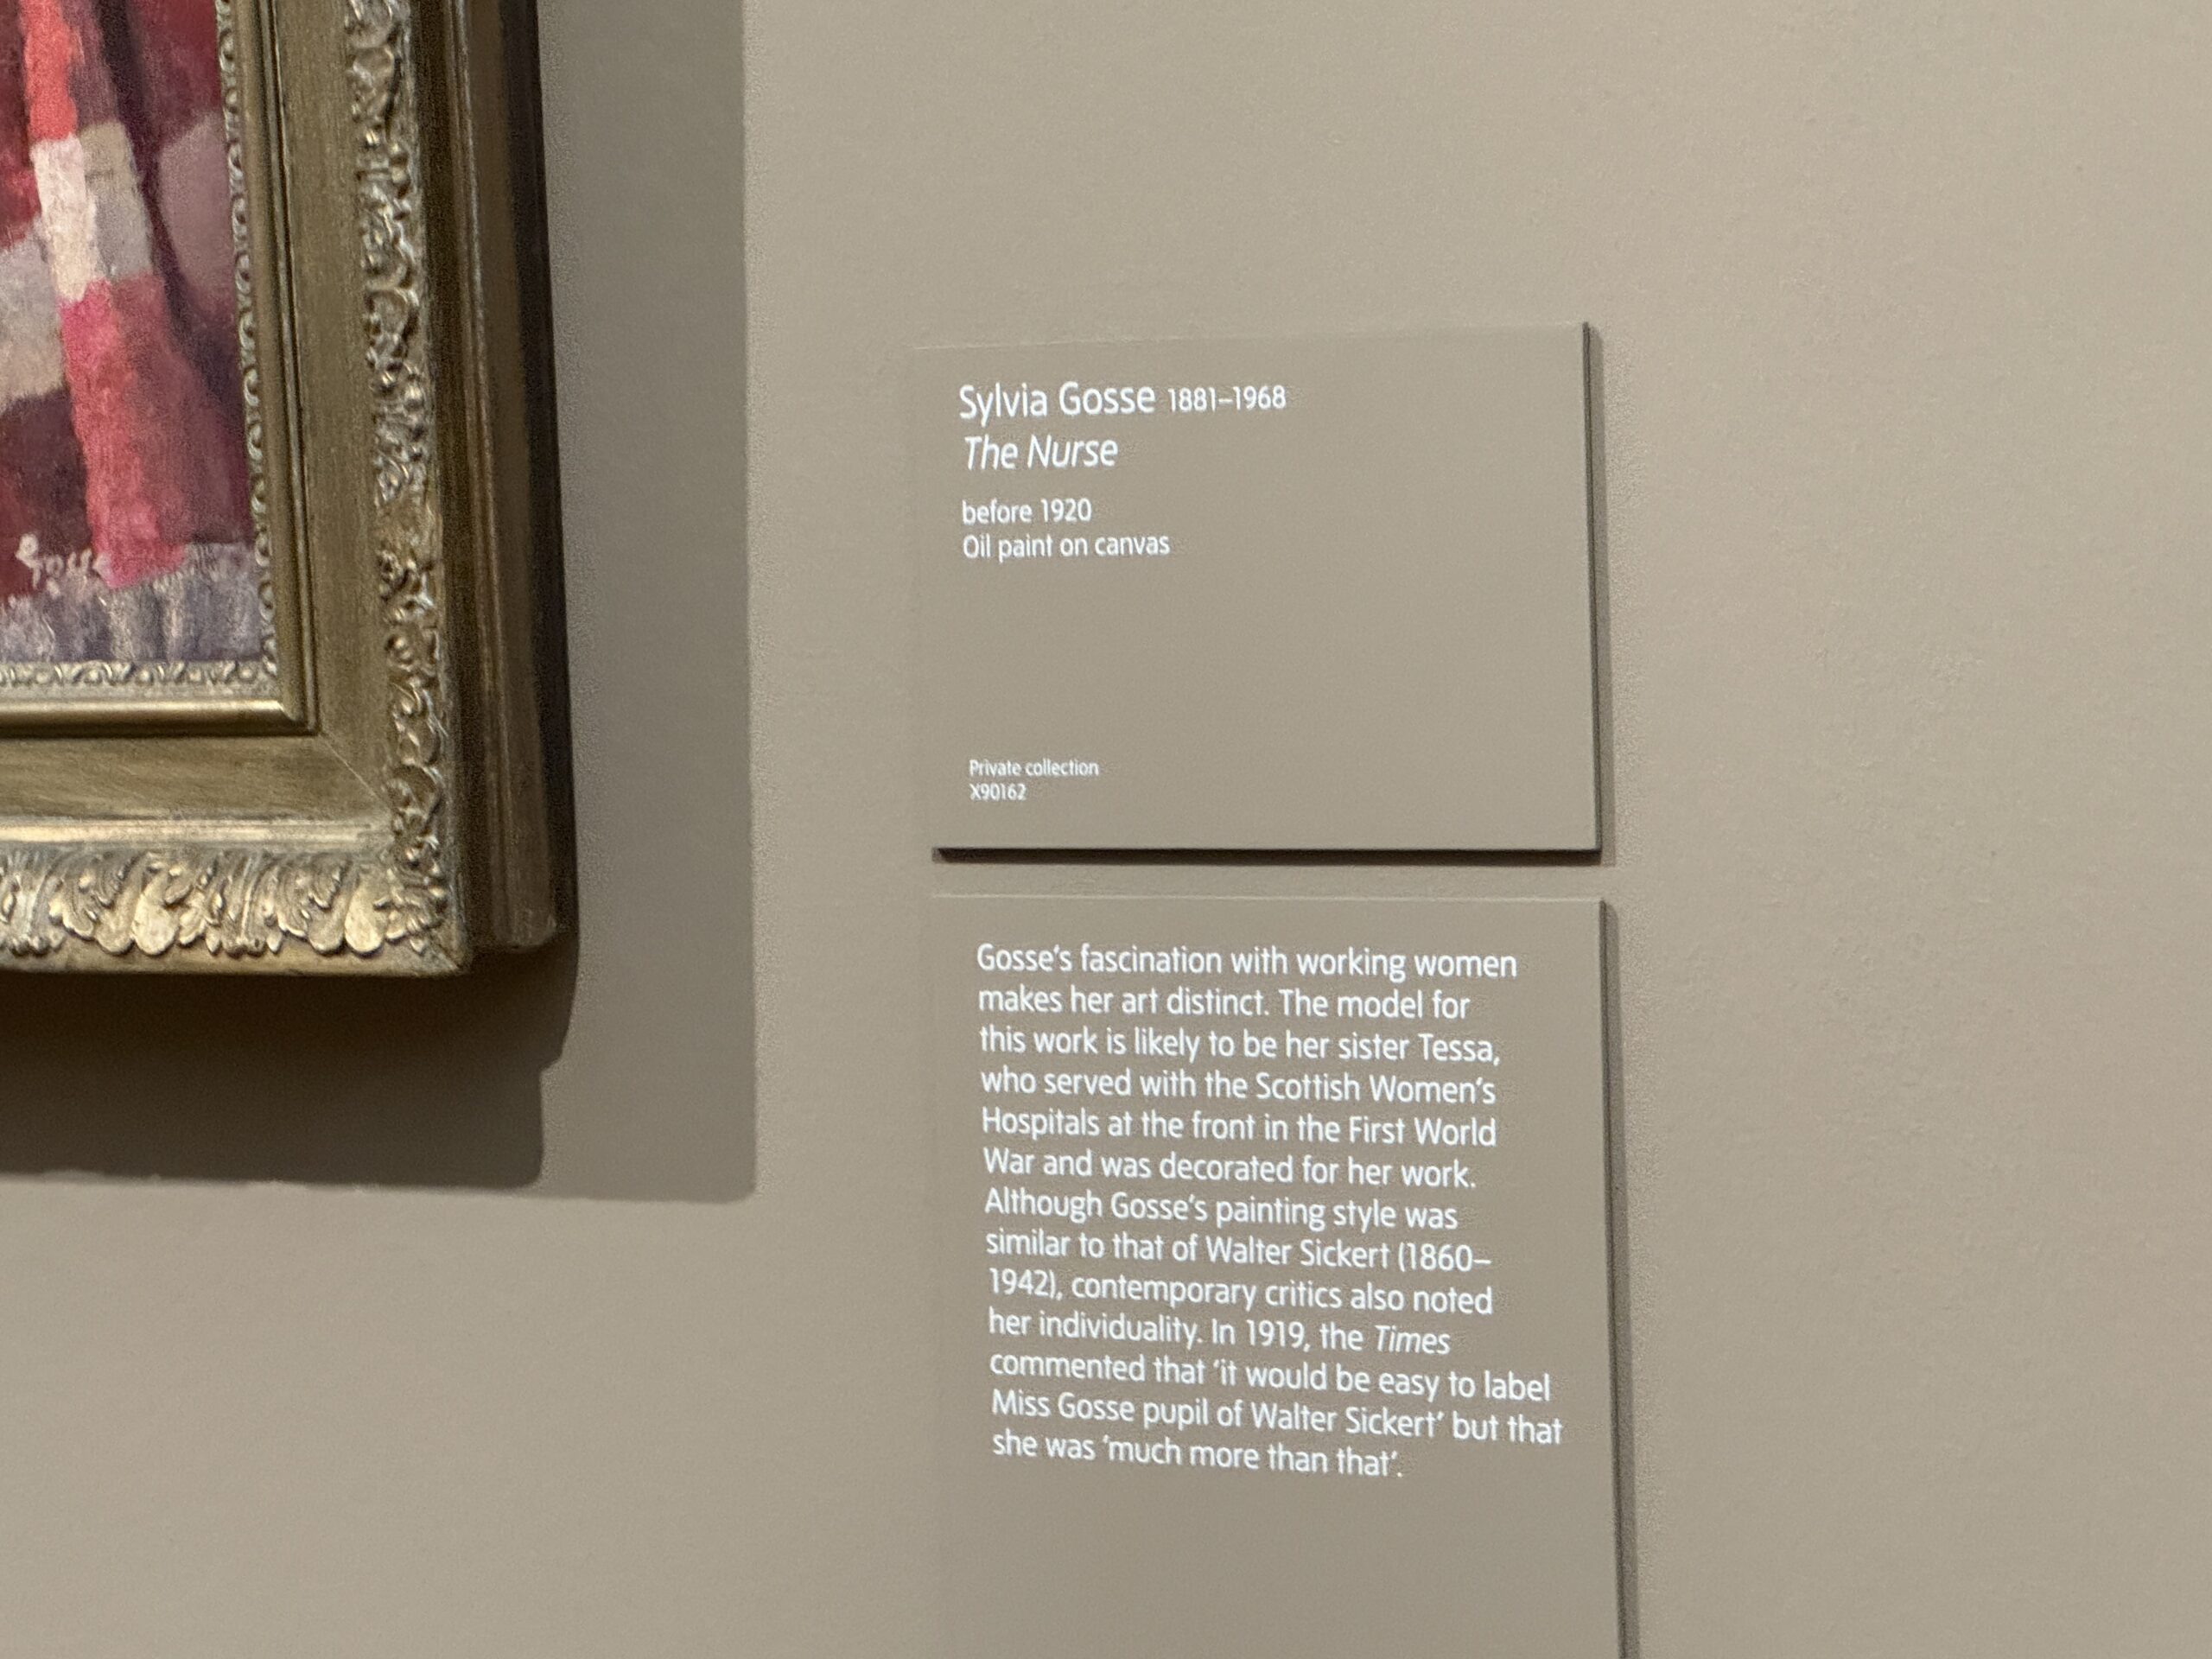 Gosse
Sylvia Gosse 1881–1968
The Nurse
before 1920
Oil paint on canvas
Private collection
X90162
Gosse's fascination with working women
makes her art distinct. The model for
this work is likely to be her sister Tessa,
who served with the Scottish Women's
Hospitals at the front in the First World
War and was decorated for her work.
Although Gosse's painting style was
similar to that of Walter Sickert (1860–
1942), contemporary critics also noted
her individuality. In 1919, the Times
commented that 'it would be easy to label
Miss Gosse pupil of Walter Sickert' but that
she was 'much more than that'.